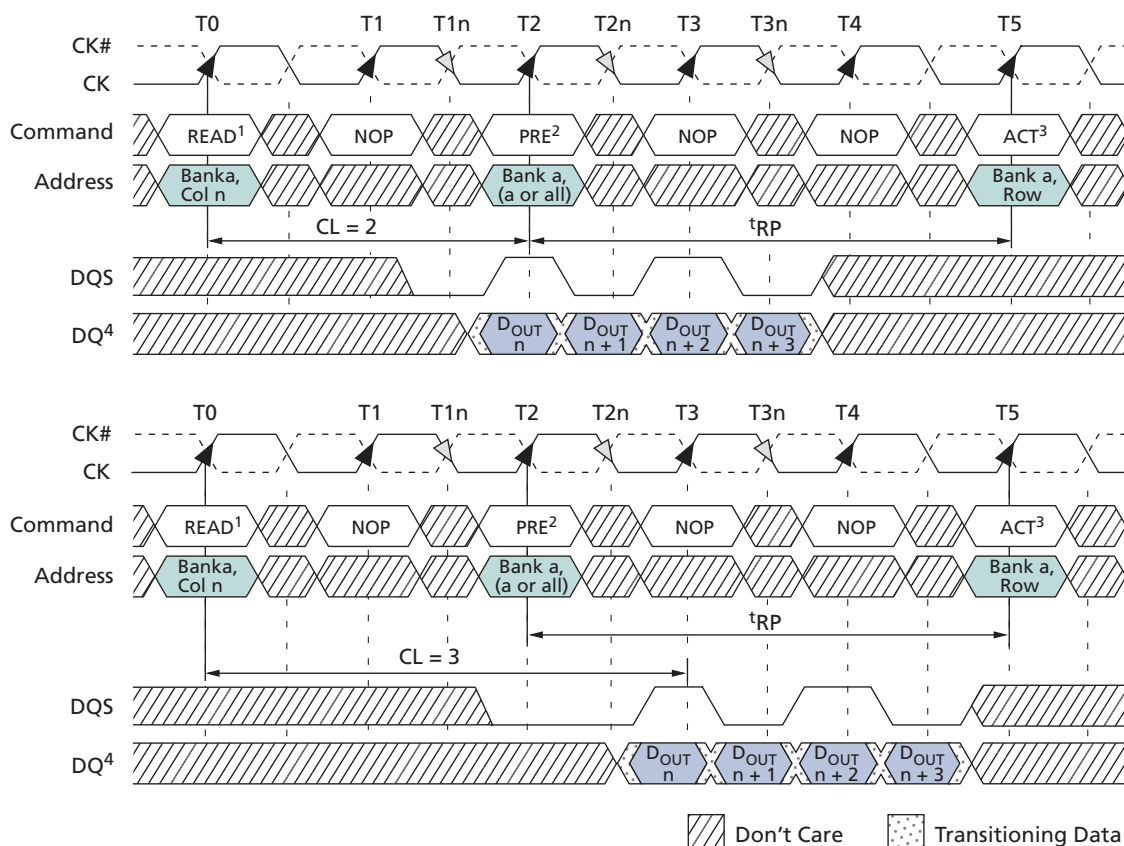 T0 T1 T1n T2 T2n T3 T3n T4 T5
CK#
CK
Command READ¹ NOP PRE² NOP NOP ACT³
Address Banka, Bank a, Bank a,
Col n (a or all) Row
CL = 2 ᵗRP
DQS
DQ⁴ DOUT DOUT DOUT DOUT
n n + 1 n + 2 n + 3
T0 T1 T1n T2 T2n T3 T3n T4 T5
CK#
CK
Command READ¹ NOP PRE² NOP NOP ACT³
Address Banka, Bank a, Bank a,
Col n (a or all) Row
ᵗRP
CL = 3
DQS
DQ⁴ DOUT DOUT DOUT DOUT
n n + 1 n + 2 n + 3
Don't Care Transitioning Data